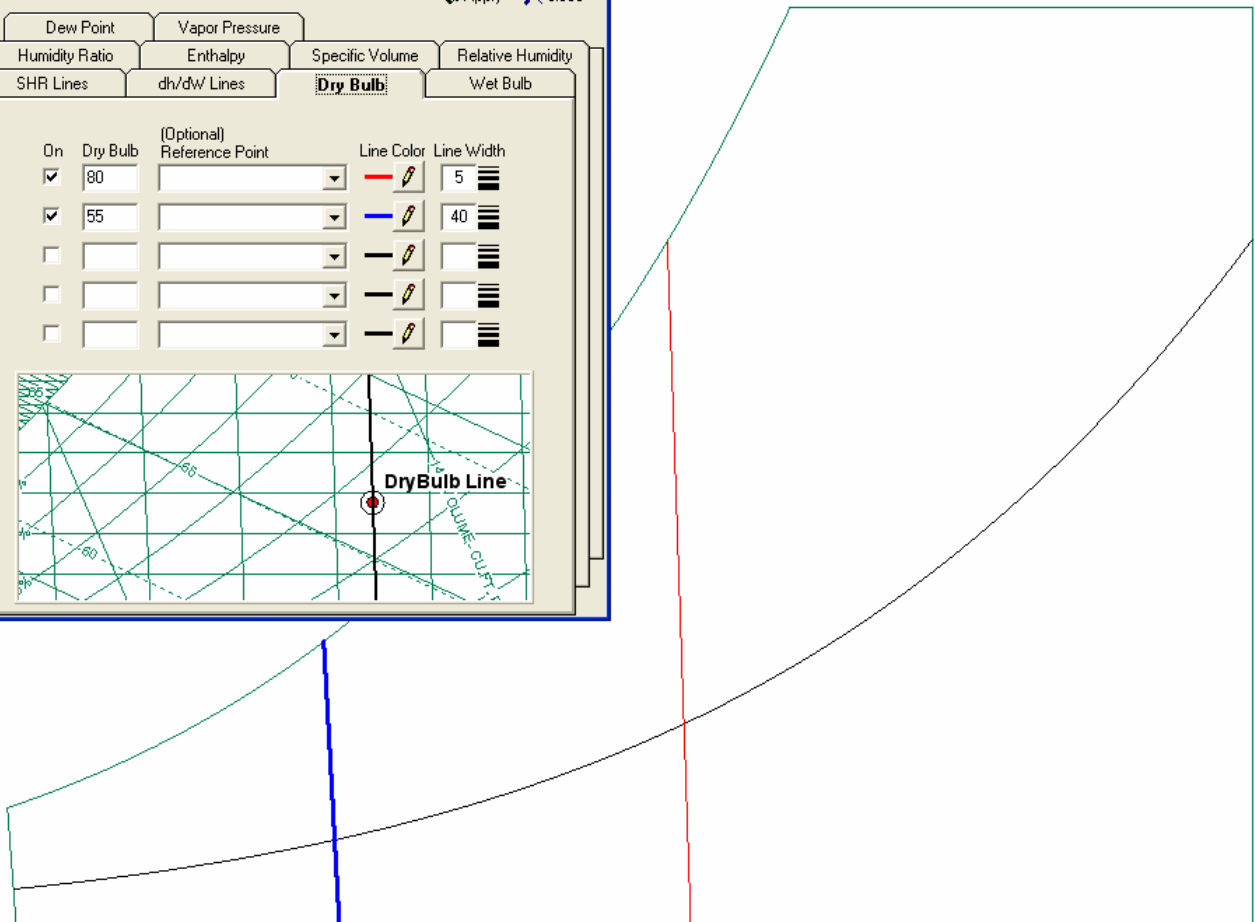 Dew Point Vapor Pressure
Humidity Ratio Enthalpy Specific Volume Relative Humidity
SHR Lines dh/dW Lines Dry Bulb Wet Bulb
(Optional)
On Dry Bulb Reference Point Line Color Line Width
80 5
55 40
65
65
DryBulb Line
60